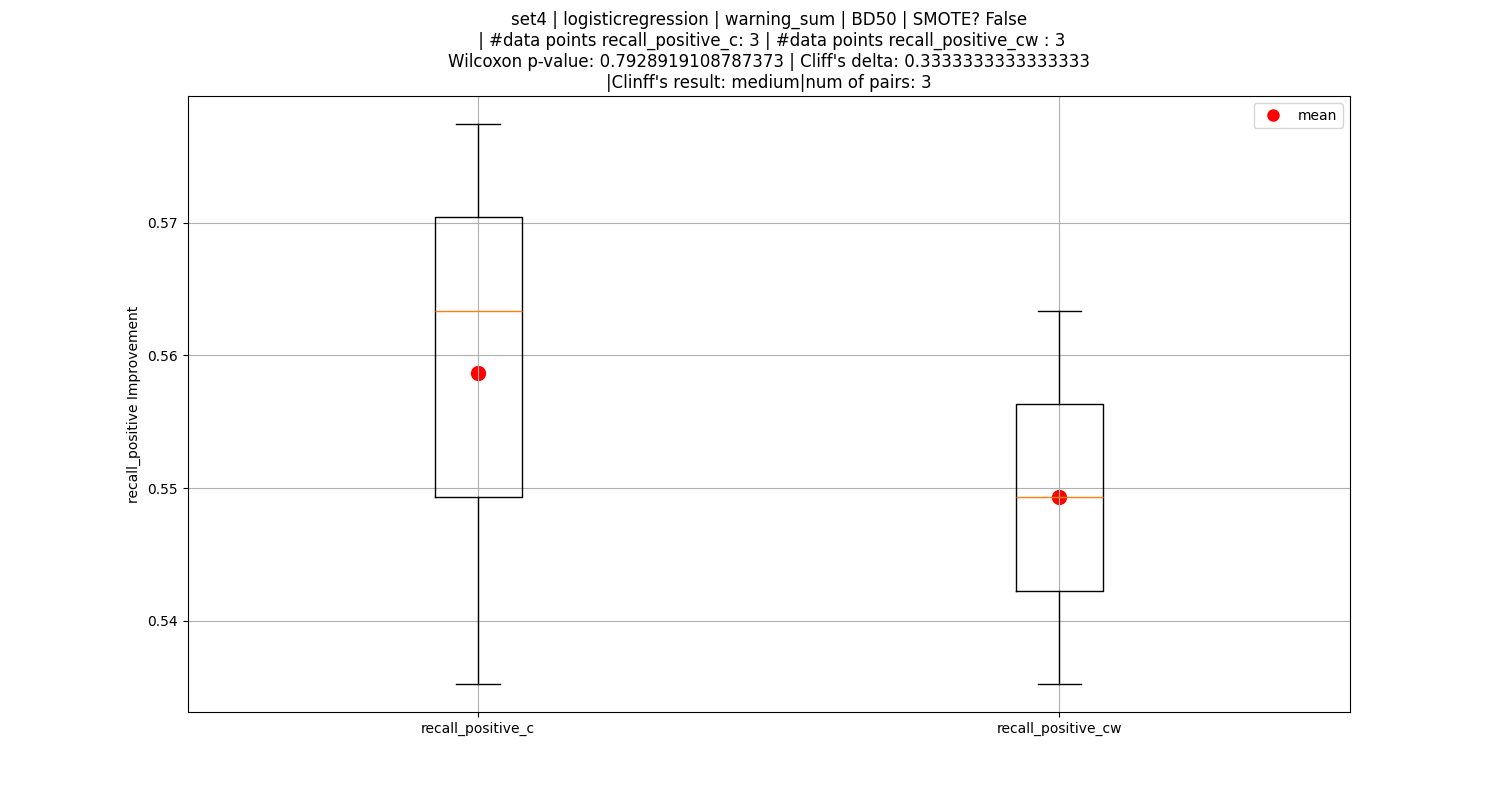 set4 | logisticregression | warning_sum | BD50 | SMOTE? False
| #data points recall_positive_c: 3 | #data points recall_positive_cw : 3
Wilcoxon p-value: 0.7928919108787373 | Cliff's delta: 0.3333333333333333
|Clinff's result: medium|num of pairs: 3
mean
0.57
0.56
0.55
0.54
recall_positive Improvement
recall_positive_c
recall_positive_cw